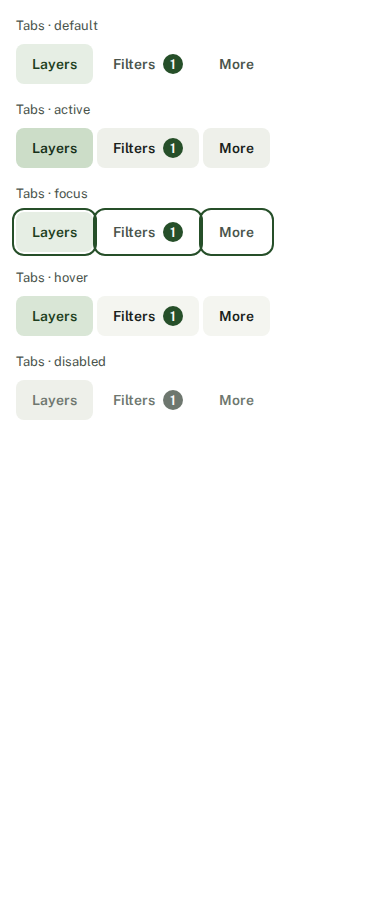 Tabs · default
Layers Filters 1 More
Tabs · active
Layers Filters 1 More
Tabs · focus
Layers Filters 1 More
Tabs · hover
Layers Filters 1 More
Tabs · disabled
Layers Filters 1 More